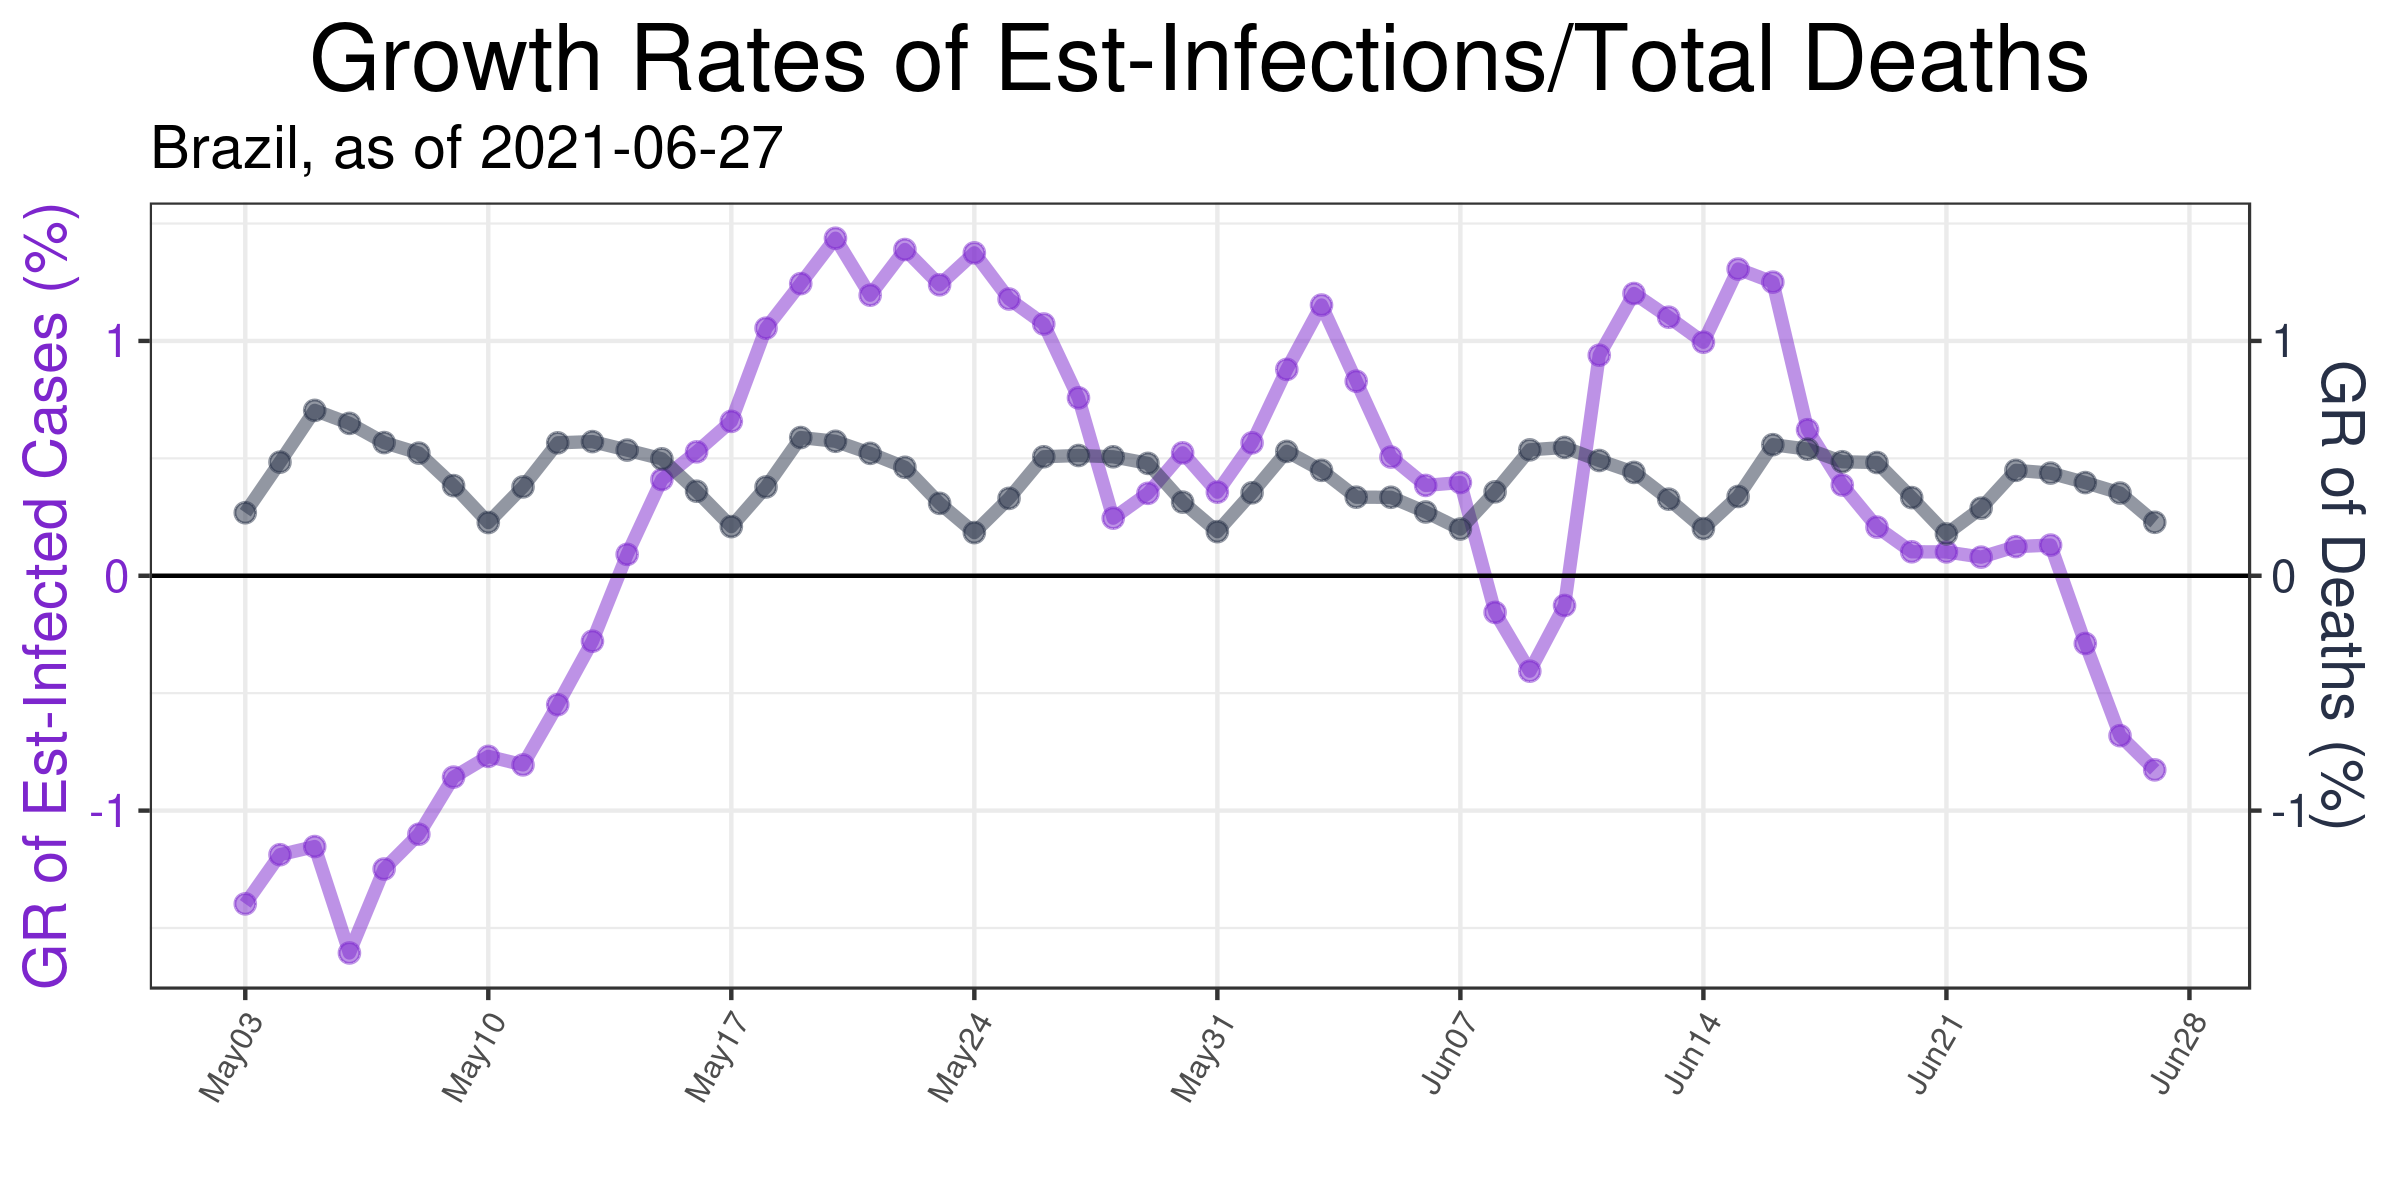 Growth Rates of Est-Infections/Total Deaths
Brazil, as of 2021-06-27
GR of Est-Infected Cases (%)
1
0
-1
1
0
-1
GR of Deaths (%)
May03
May10
May17
May24
May31
Jun07
Jun14
Jun21
Jun28